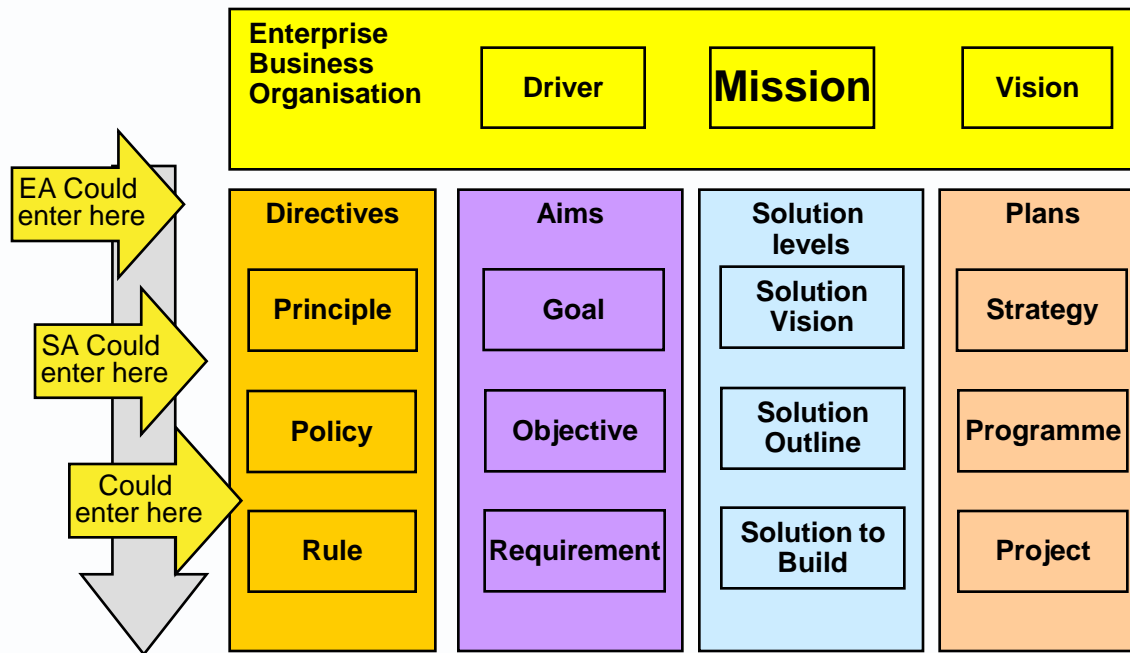 Enterprise
Business
Organisation
Driver
Mission
Vision
EA Could
enter here
SA Could
enter here
Could
enter here
Directives
Principle
Policy
Rule
Aims
Goal
Objective
Requirement
Solution
levels
Solution
Vision
Solution
Outline
Solution to
Build
Plans
Strategy
Programme
Project